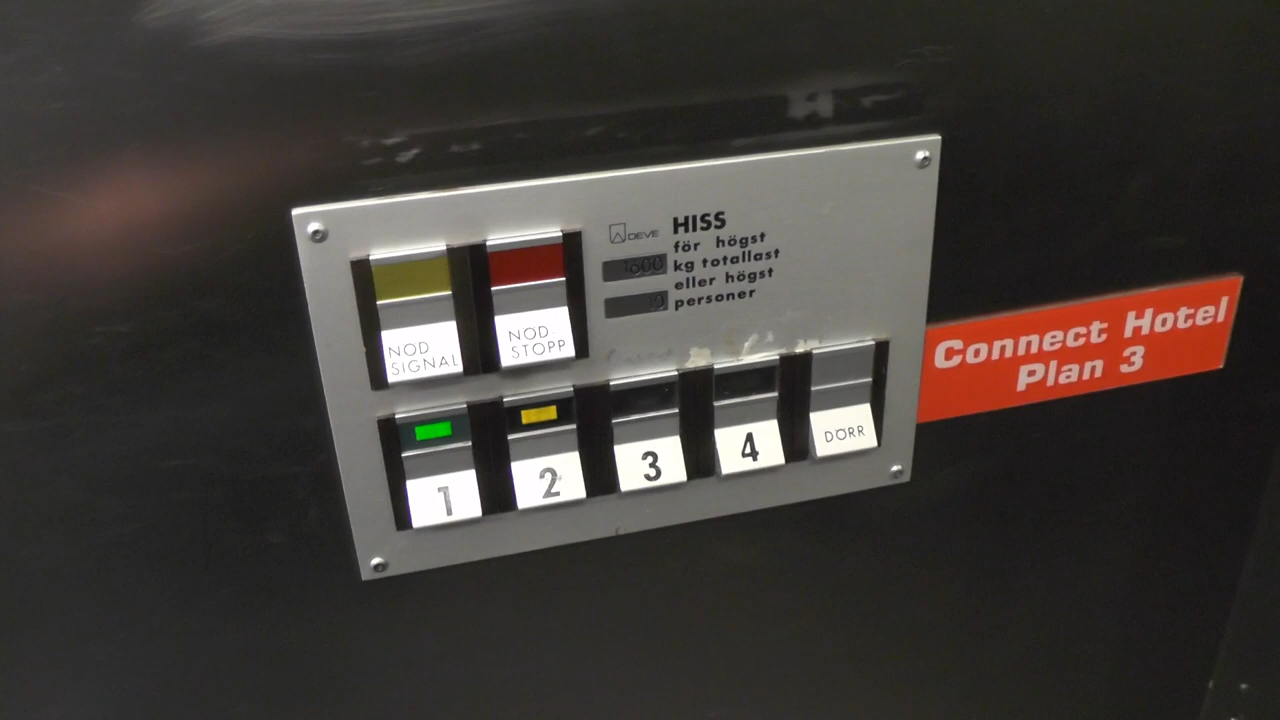 DEVE HISS
för högst
1600 kg totallast
eller högst
personer
NOD
SIGNAL
NOD
STOPP
1
2
3
4
DÖRR
Connect Hotel
Plan 3